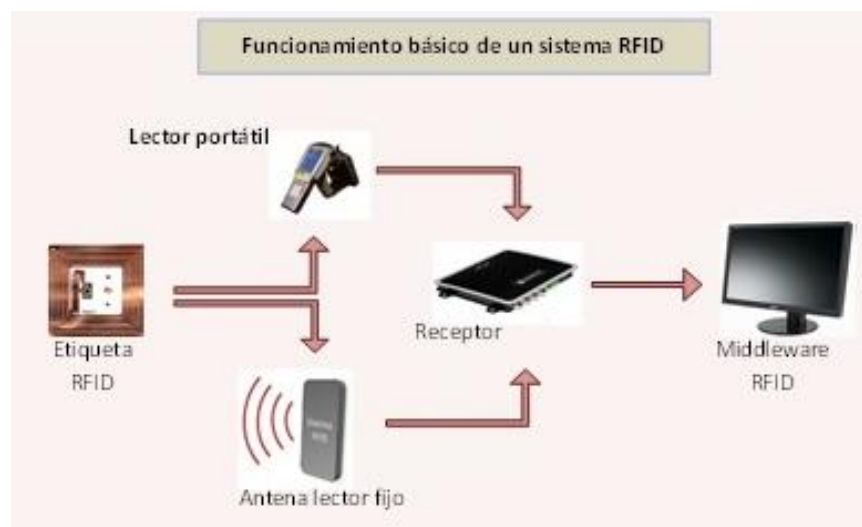 Funcionamiento básico de un sistema RFID
Lector portátil
Etiqueta
RFID
Receptor
Middleware
RFID
Antena lector fijo